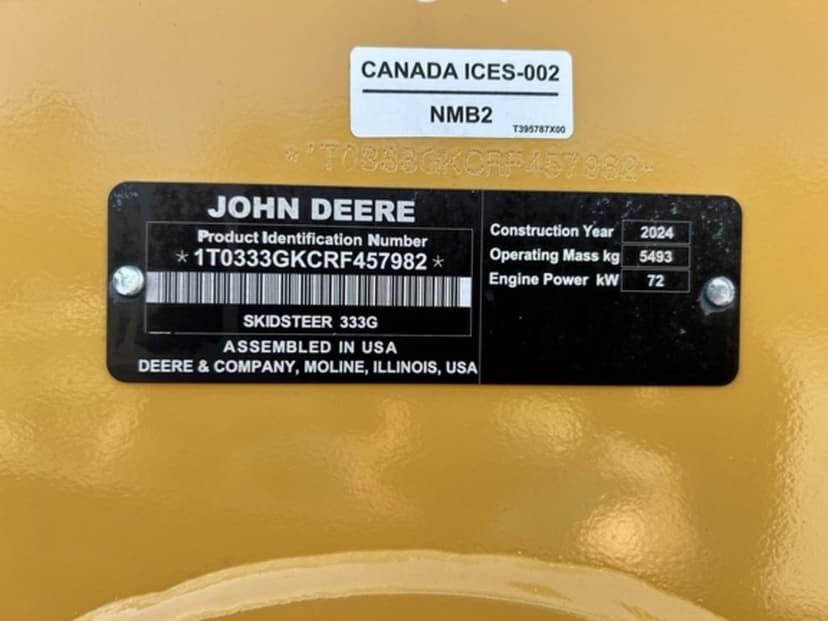 CANADA ICES-002
NMB2
T395787X00
*1T0333GKCRF457982*
JOHN DEERE
Product Identification Number
*1T0333GKCRF457982*
SKIDSTEER 333G
ASSEMBLED IN USA
DEERE & COMPANY, MOLINE, ILLINOIS, USA
Construction Year 2024
Operating Mass kg 5493
Engine Power kW 72